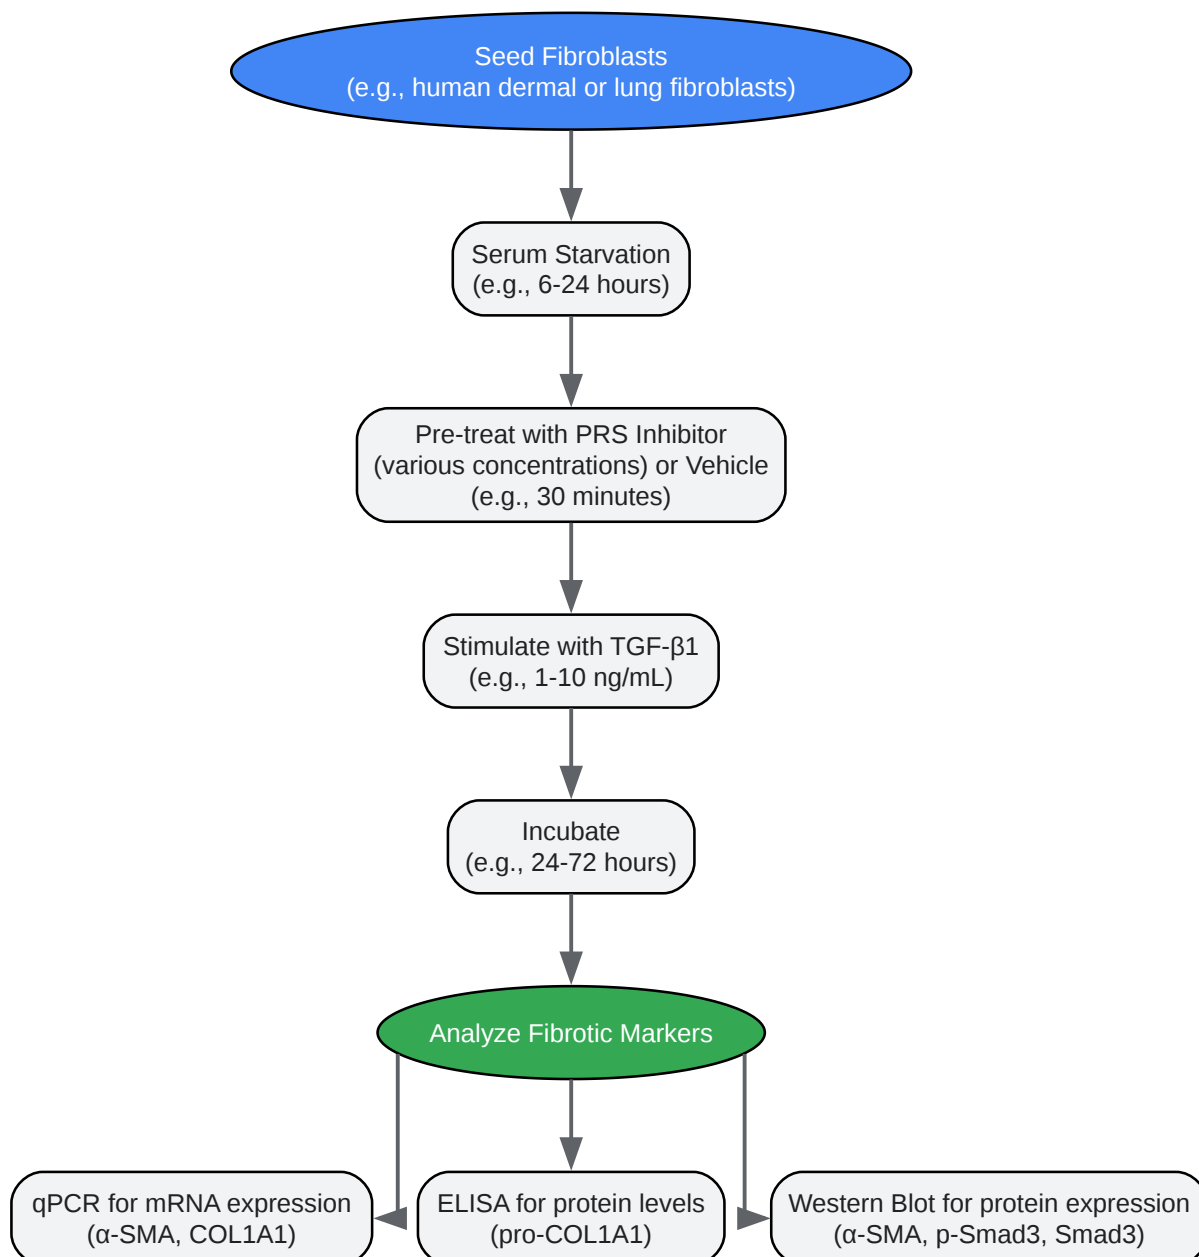 Seed Fibroblasts
(e.g., human dermal or lung fibroblasts)
Serum Starvation
(e.g., 6-24 hours)
Pre-treat with PRS Inhibitor
(various concentrations) or Vehicle
(e.g., 30 minutes)
Stimulate with TGF-β1
(e.g., 1-10 ng/mL)
Incubate
(e.g., 24-72 hours)
Analyze Fibrotic Markers
qPCR for mRNA expression
(α-SMA, COL1A1)
ELISA for protein levels
(pro-COL1A1)
Western Blot for protein expression
(α-SMA, p-Smad3, Smad3)